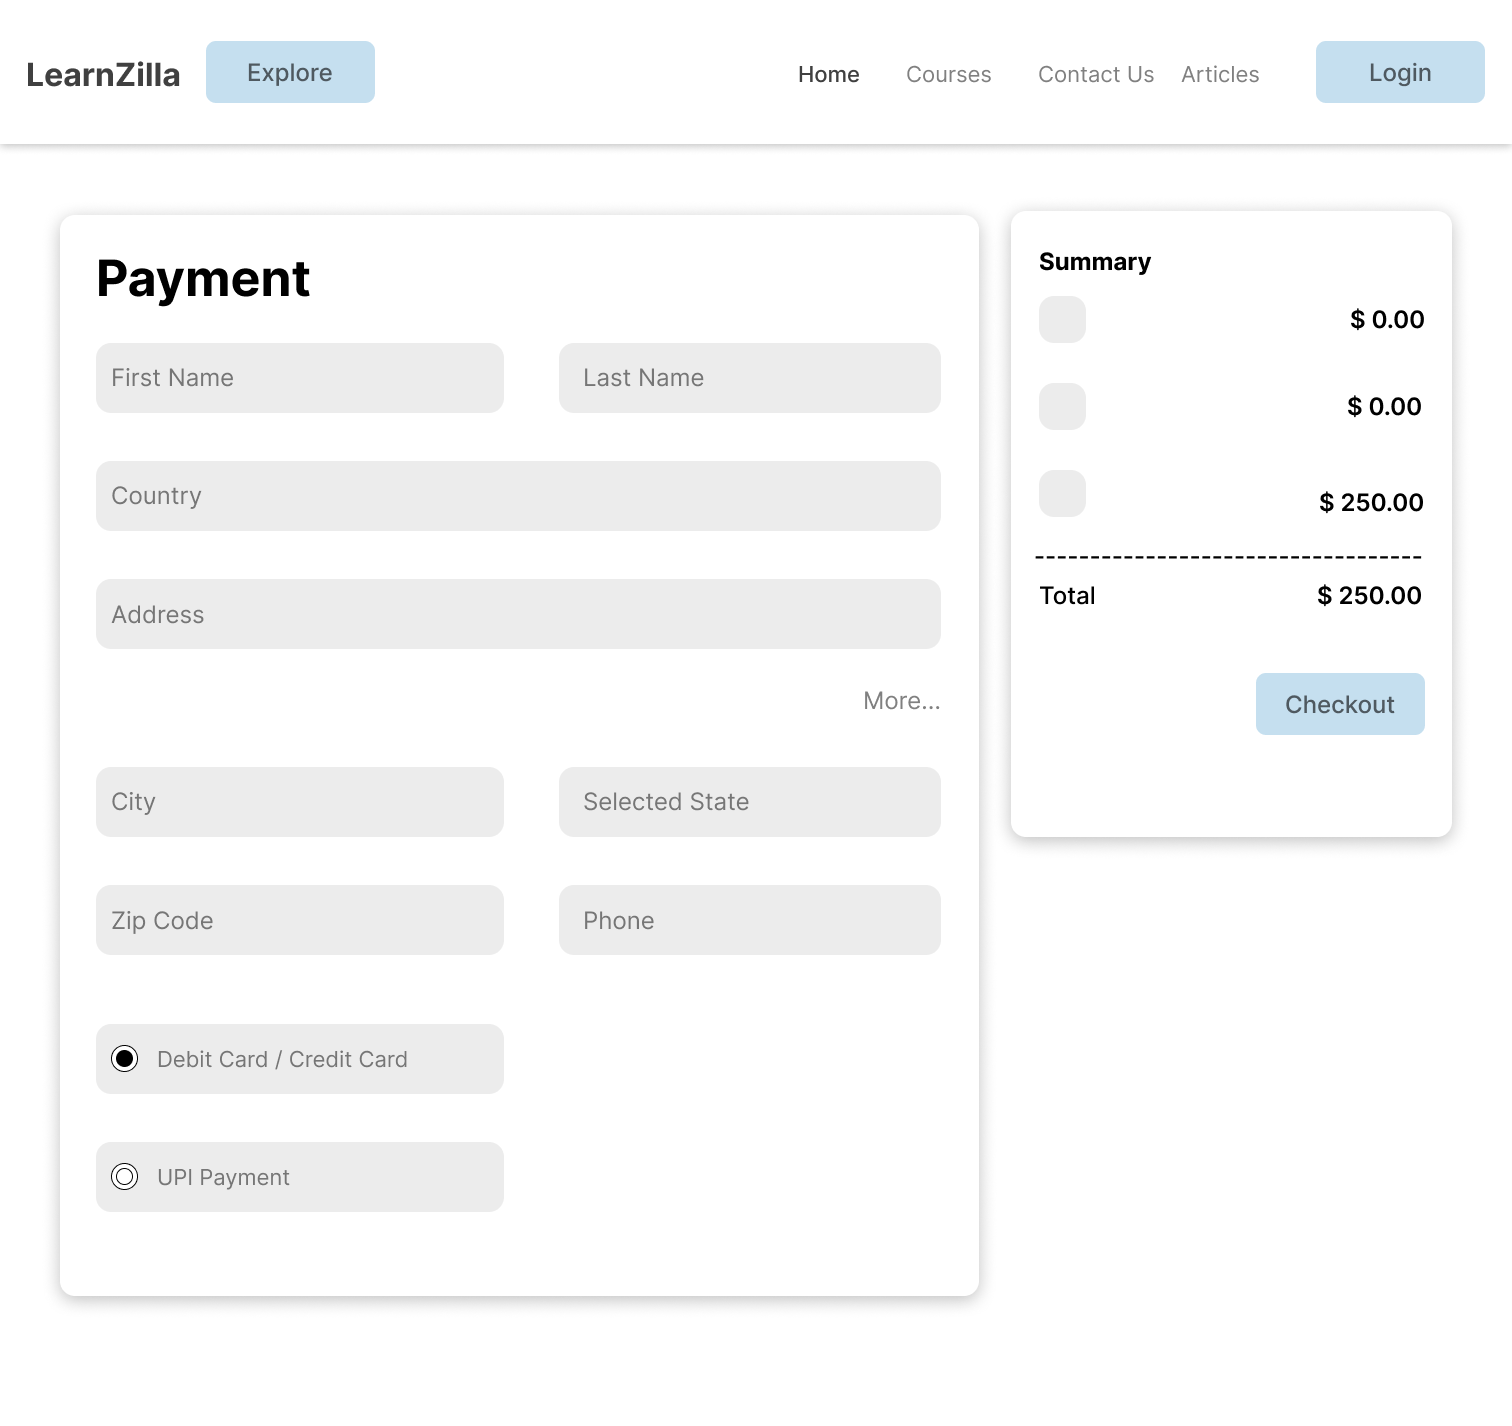 LearnZilla Explore Home Courses Contact Us Articles Login
Payment
First Name Last Name
Country
Address
More...
City Selected State
Zip Code Phone
Debit Card / Credit Card
UPI Payment
Summary
$ 0.00
$ 0.00
$ 250.00
-----------------------------------
Total $ 250.00
Checkout